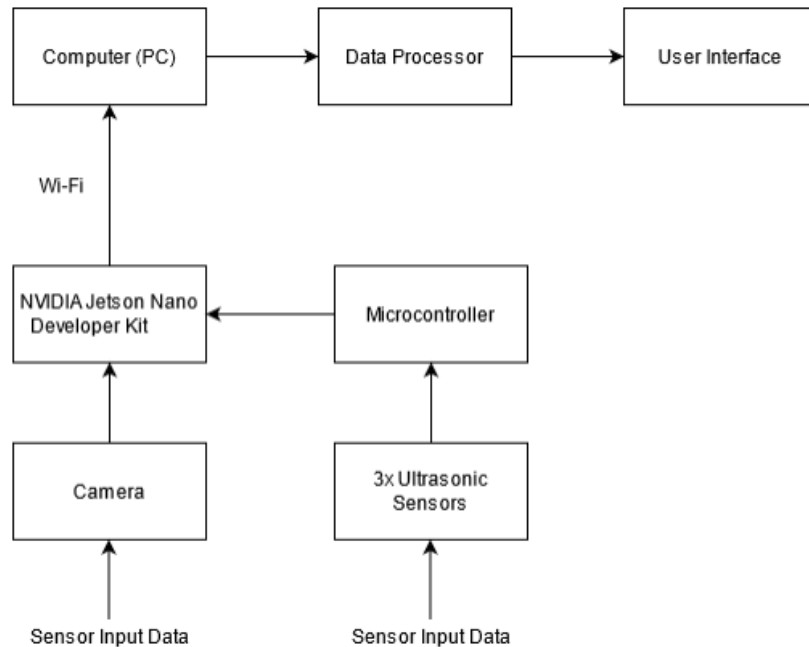 Computer (PC)
Data Processor
User Interface
Wi-Fi
NVIDIA Jetson Nano
Developer Kit
Microcontroller
Camera
3x Ultrasonic
Sensors
Sensor Input Data
Sensor Input Data